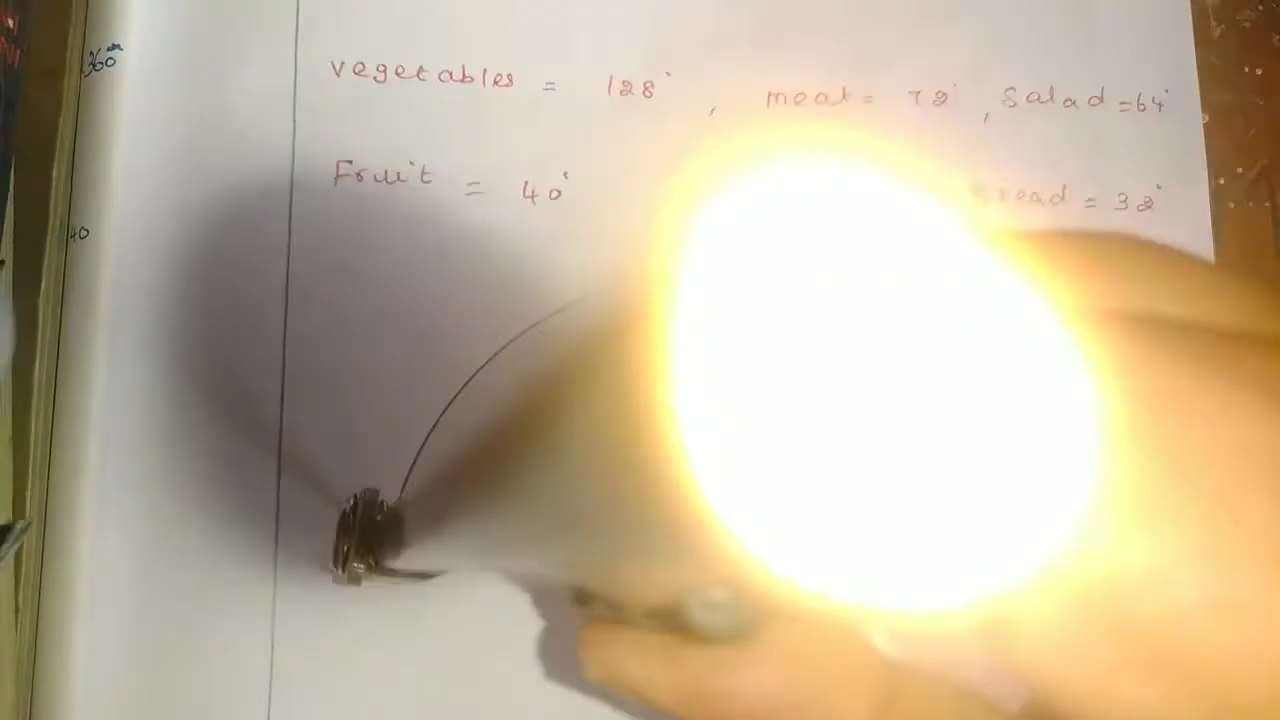 360°
vegetables = 128° , meat = 72° , Salad = 64°
Fruit = 40° = 32°
40